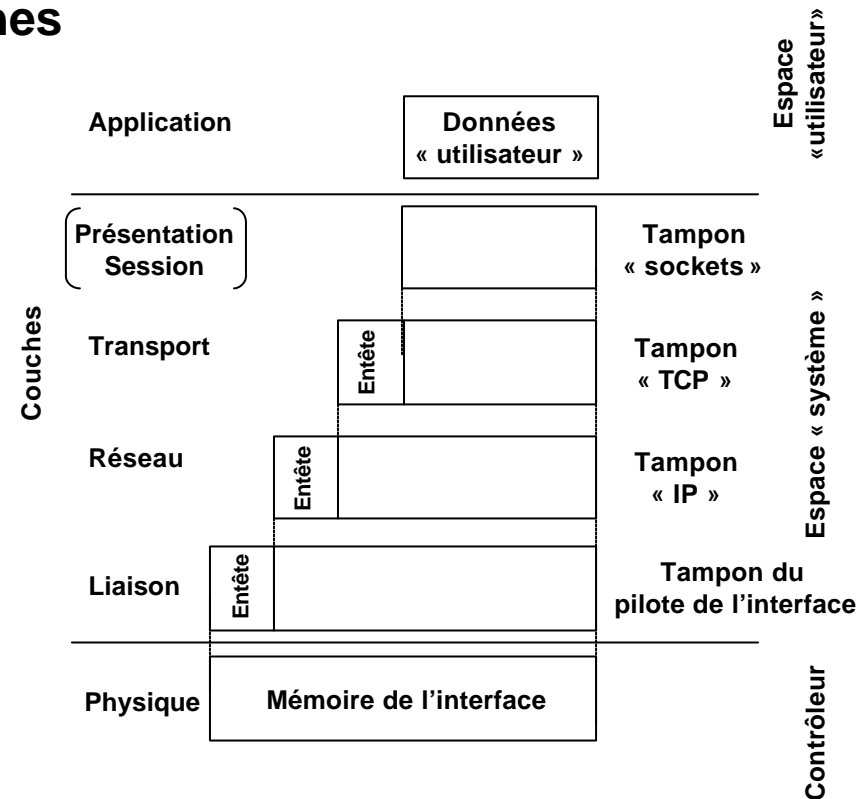 nes
Espace
«utilisateur»
Application
Données
« utilisateur »
Couches
Présentation
Session
Tampon
« sockets »
Espace « système »
Transport
Entête
Tampon
« TCP »
Réseau
Entête
Tampon
« IP »
Liaison
Entête
Tampon du
pilote de l’interface
Physique
Mémoire de l’interface
Contrôleur